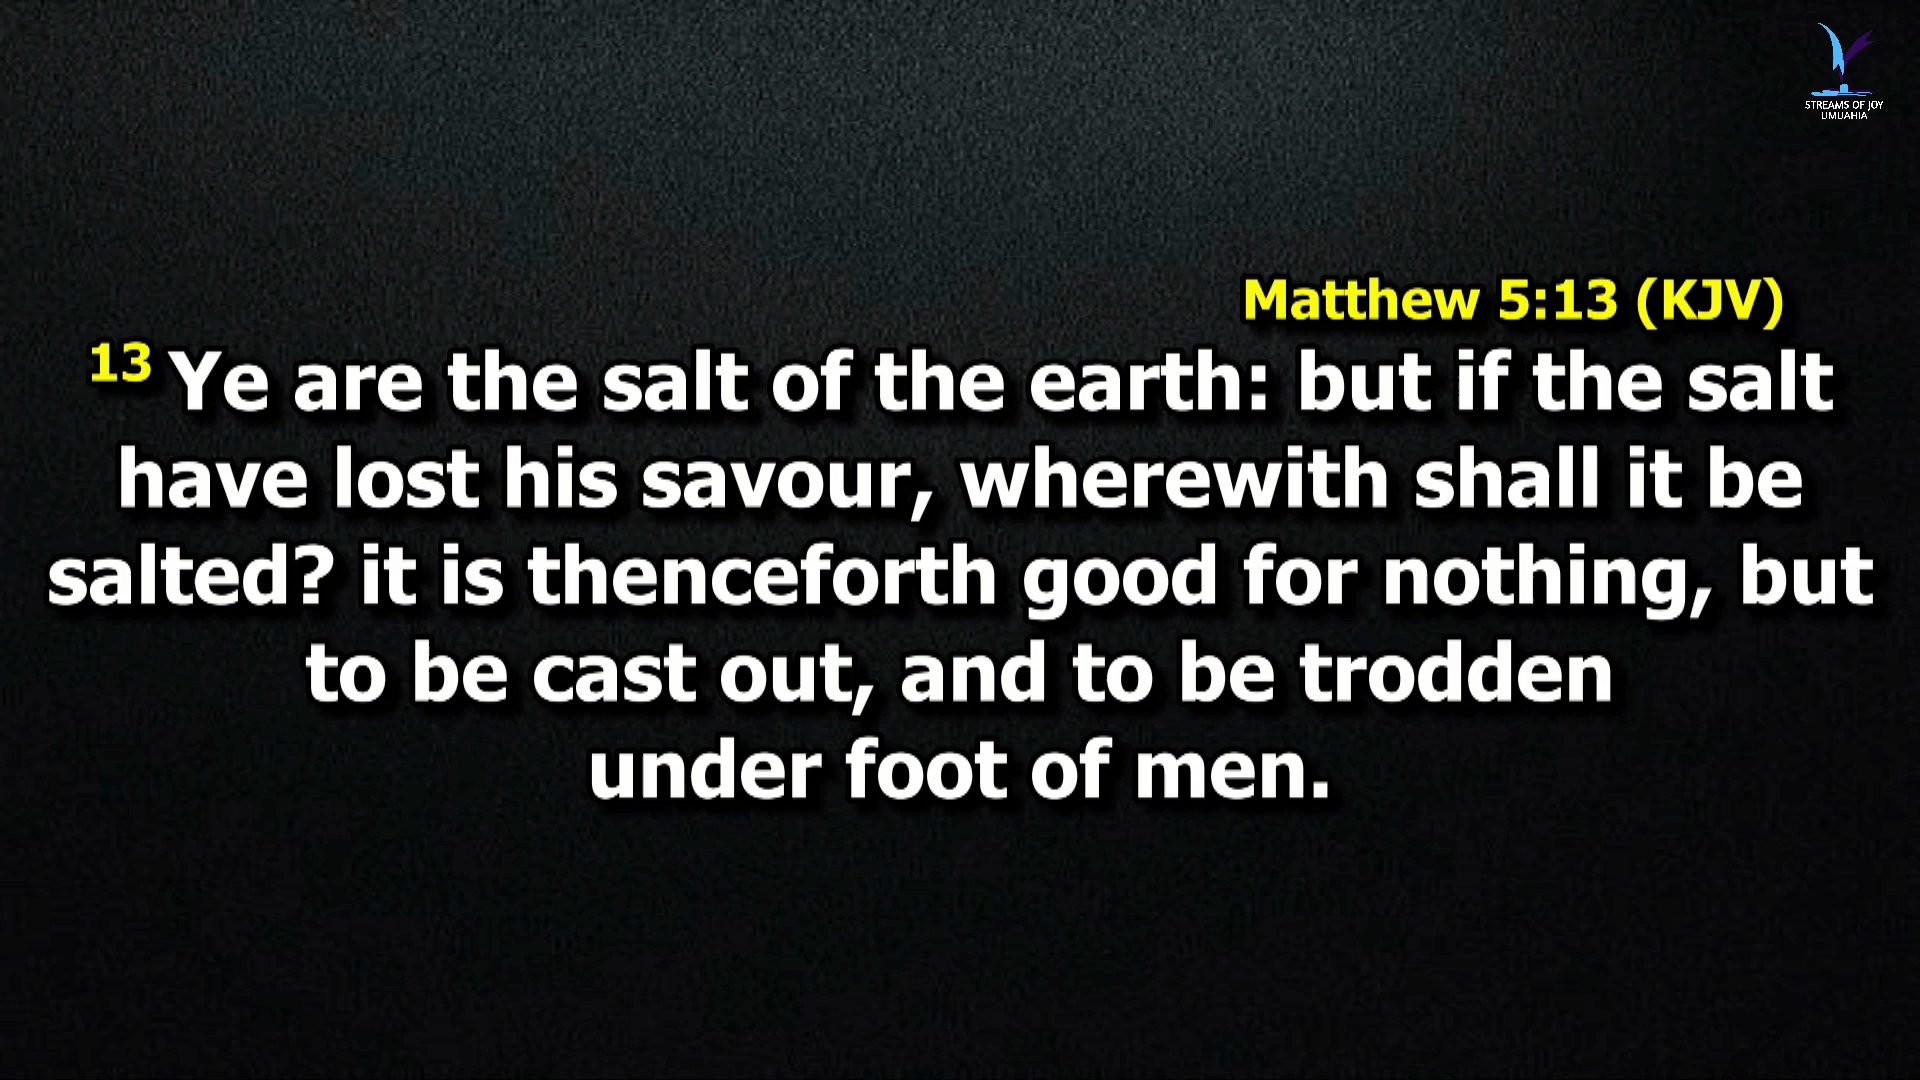 STREAMS OF JOY
UMUAHIA
Matthew 5:13 (KJV)
13 Ye are the salt of the earth: but if the salt
have lost his savour, wherewith shall it be
salted? it is thenceforth good for nothing, but
to be cast out, and to be trodden
under foot of men.